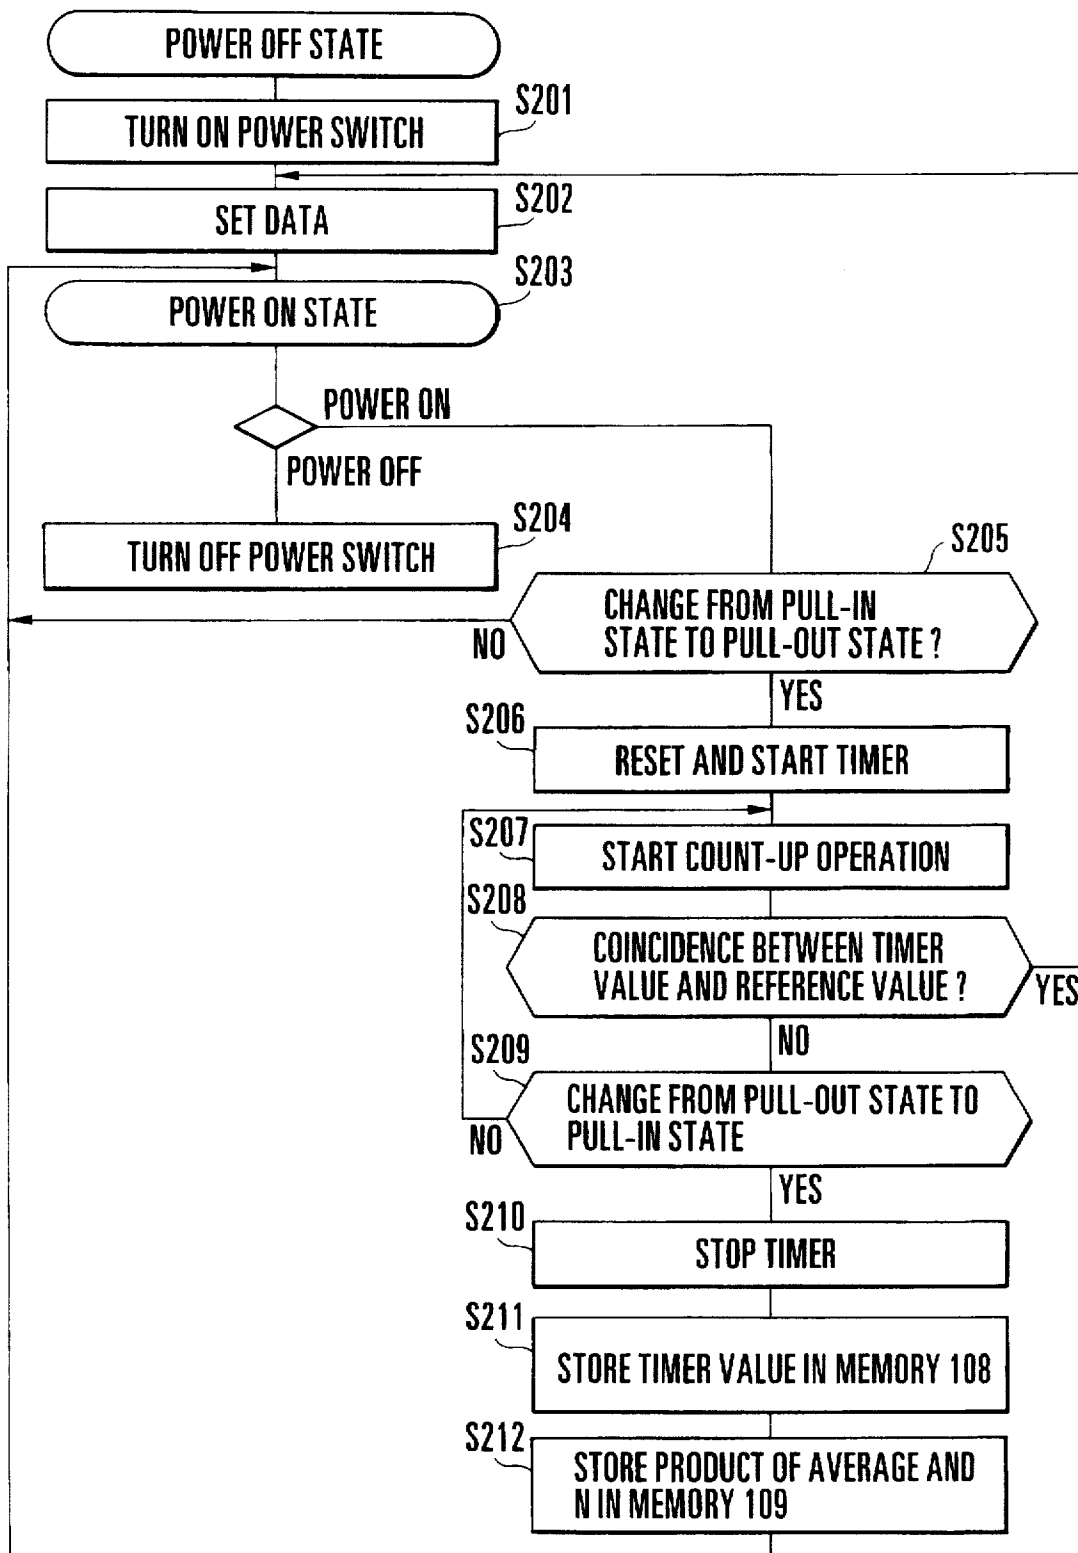 POWER OFF STATE
S201
TURN ON POWER SWITCH
S202
SET DATA
S203
POWER ON STATE
POWER ON
POWER OFF
S204
TURN OFF POWER SWITCH
S205
CHANGE FROM PULL-IN
STATE TO PULL-OUT STATE ?
NO
YES
S206
RESET AND START TIMER
S207
START COUNT-UP OPERATION
S208
COINCIDENCE BETWEEN TIMER
VALUE AND REFERENCE VALUE ?
YES
NO
S209
CHANGE FROM PULL-OUT STATE TO
PULL-IN STATE
NO
YES
S210
STOP TIMER
S211
STORE TIMER VALUE IN MEMORY 108
S212
STORE PRODUCT OF AVERAGE AND
N IN MEMORY 109